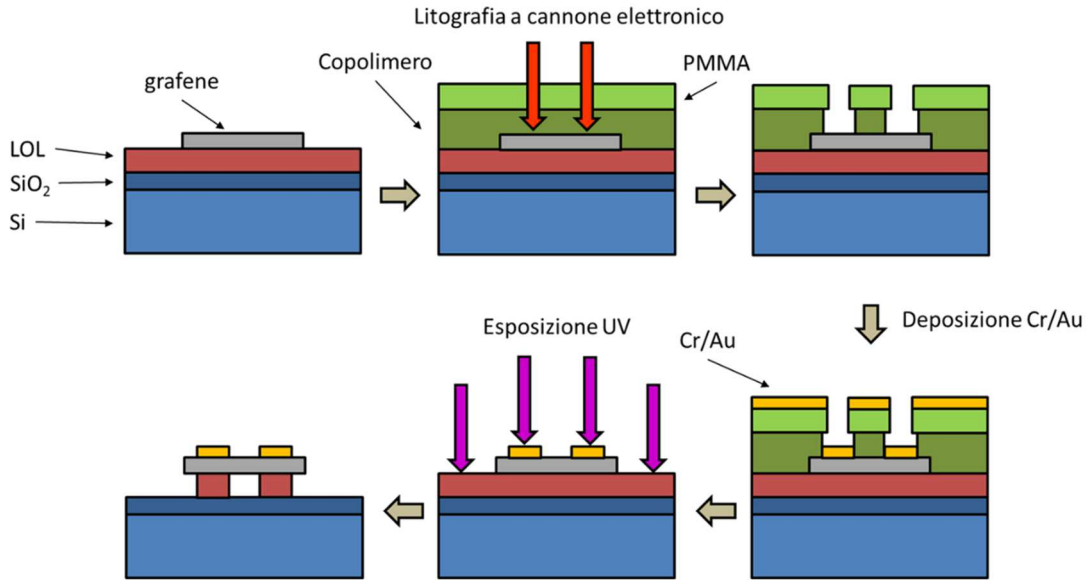 Litografia a cannone elettronico
Copolimero
PMMA
grafene
LOL
SiO₂
Si
Esposizione UV
Deposizione Cr/Au
Cr/Au